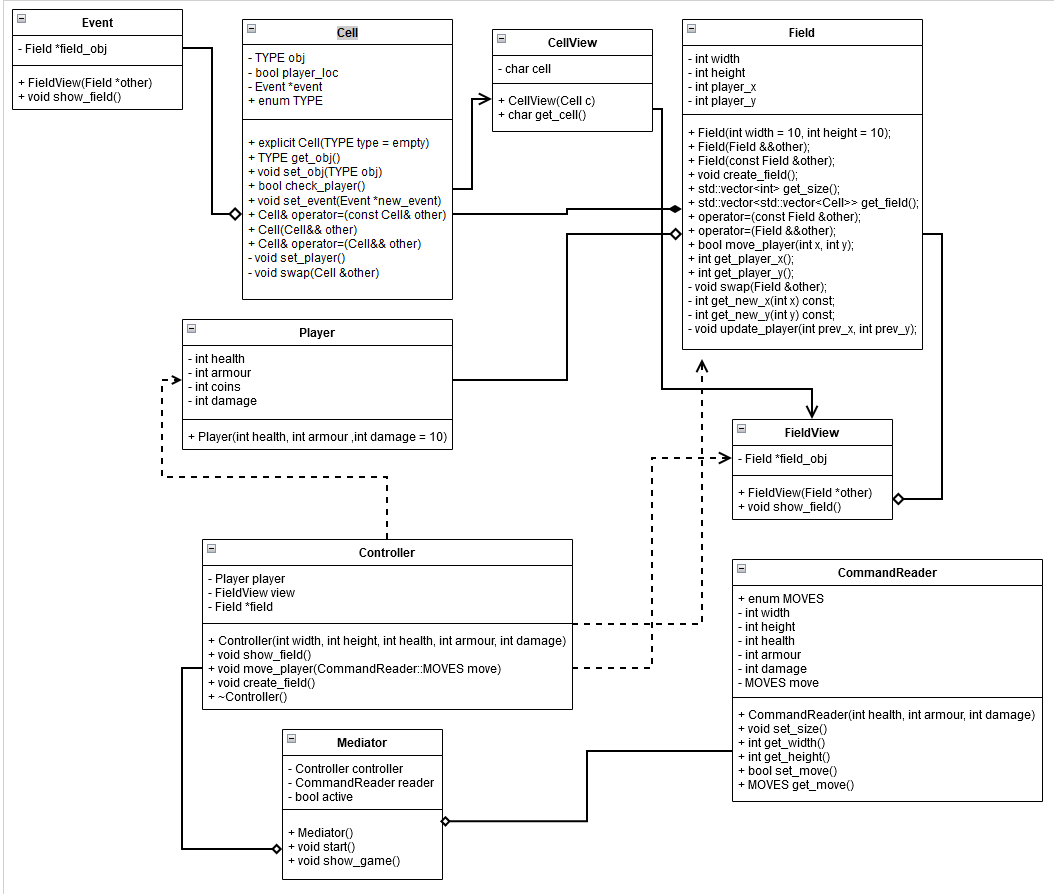 Event
- Field *field_obj
+ FieldView(Field *other)
+ void show_field()
Cell
- TYPE obj
- bool player_loc
- Event *event
+ enum TYPE
+ explicit Cell(TYPE type = empty)
+ TYPE get_obj()
+ void set_obj(TYPE obj)
+ bool check_player()
+ void set_event(Event *new_event)
+ Cell& operator=(const Cell& other)
+ Cell(Cell&& other)
+ Cell& operator=(Cell&& other)
- void set_player()
- void swap(Cell &other)
CellView
- char cell
+ CellView(Cell c)
+ char get_cell()
Field
- int width
- int height
- int player_x
- int player_y
+ Field(int width = 10, int height = 10);
+ Field(Field &&other);
+ Field(const Field &other);
+ void create_field();
+ std::vector<int> get_size();
+ std::vector<std::vector<Cell>> get_field();
+ operator=(const Field &other);
+ operator=(Field &&other);
+ bool move_player(int x, int y);
+ int get_player_x();
+ int get_player_y();
- void swap(Field &other);
- int get_new_x(int x) const;
- int get_new_y(int y) const;
- void update_player(int prev_x, int prev_y);
Player
- int health
- int armour
- int coins
- int damage
+ Player(int health, int armour ,int damage = 10)
FieldView
- Field *field_obj
+ FieldView(Field *other)
+ void show_field()
Controller
- Player player
- FieldView view
- Field *field
+ Controller(int width, int height, int health, int armour, int damage)
+ void show_field()
+ void move_player(CommandReader::MOVES move)
+ void create_field()
+ ~Controller()
CommandReader
+ enum MOVES
- int width
- int height
- int health
- int armour
- int damage
- MOVES move
+ CommandReader(int health, int armour, int damage)
+ void set_size()
+ int get_width()
+ int get_height()
+ bool set_move()
+ MOVES get_move()
Mediator
- Controller controller
- CommandReader reader
- bool active
+ Mediator()
+ void start()
+ void show_game()